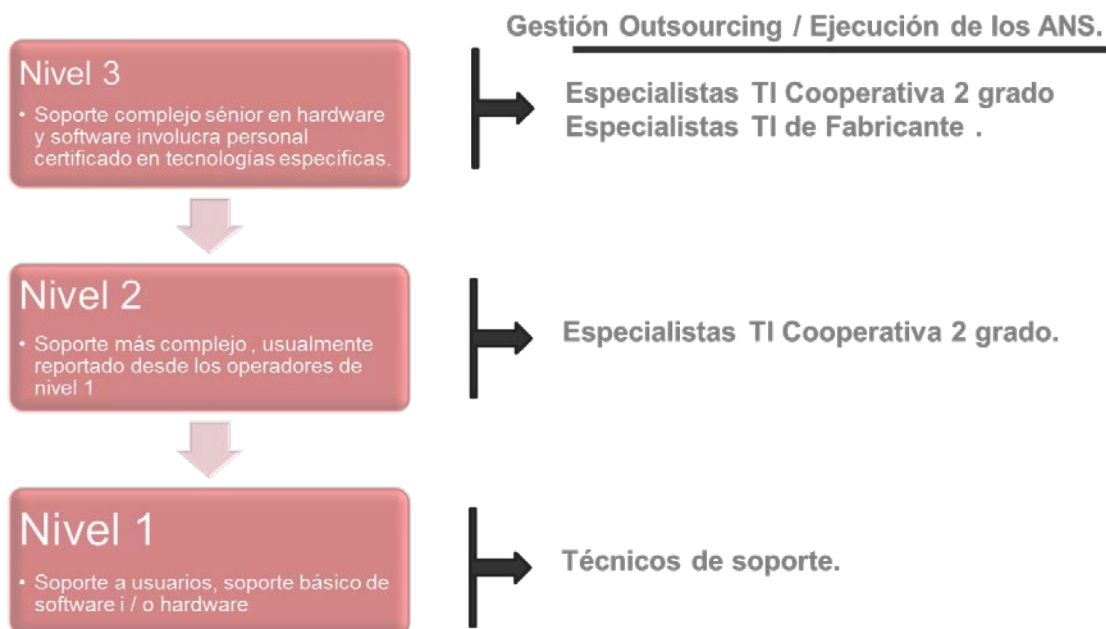 Gestión Outsourcing / Ejecución de los ANS.
Nivel 3
• Soporte complejo sénior en hardware
y software involucra personal
certificado en tecnologías especificas.
Especialistas TI Cooperativa 2 grado
Especialistas TI de Fabricante .
Nivel 2
• Soporte más complejo , usualmente
reportado desde los operadores de
nivel 1
Especialistas TI Cooperativa 2 grado.
Nivel 1
• Soporte a usuarios, soporte básico de
software i / o hardware
Técnicos de soporte.